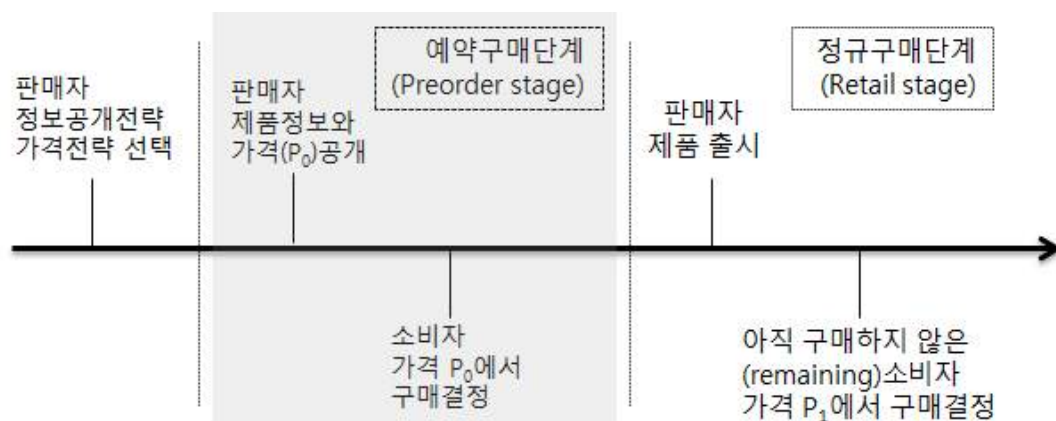 예약구매단계
(Preorder stage)
정규구매단계
(Retail stage)
판매자
정보공개전략
가격전략 선택
판매자
제품정보와
가격(P₀)공개
판매자
제품 출시
소비자
가격 P₀에서
구매결정
아직 구매하지 않은
(remaining)소비자
가격 P₁에서 구매결정